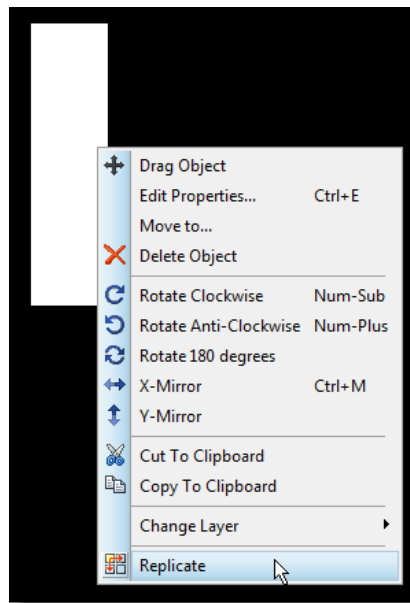 Drag Object
Edit Properties... Ctrl+E
Move to...
Delete Object
Rotate Clockwise Num-Sub
Rotate Anti-Clockwise Num-Plus
Rotate 180 degrees
X-Mirror Ctrl+M
Y-Mirror
Cut To Clipboard
Copy To Clipboard
Change Layer
Replicate